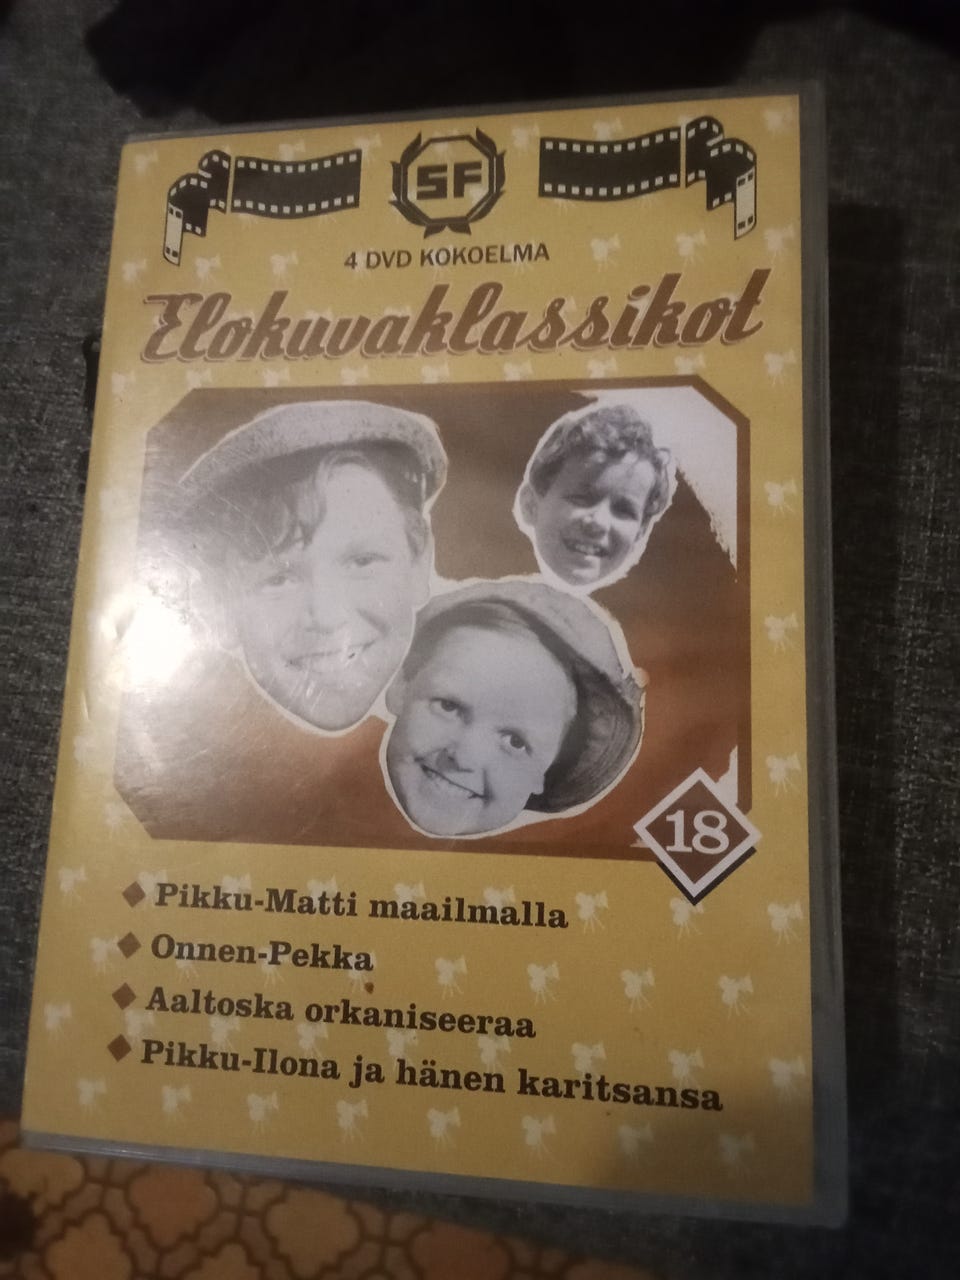 SF
4 DVD KOKOELMA
Elokuvaklassikot
18
Pikku-Matti maailmalla
Onnen-Pekka
Aaltoska orkaniseeraa
Pikku-Ilona ja hänen karitsansa